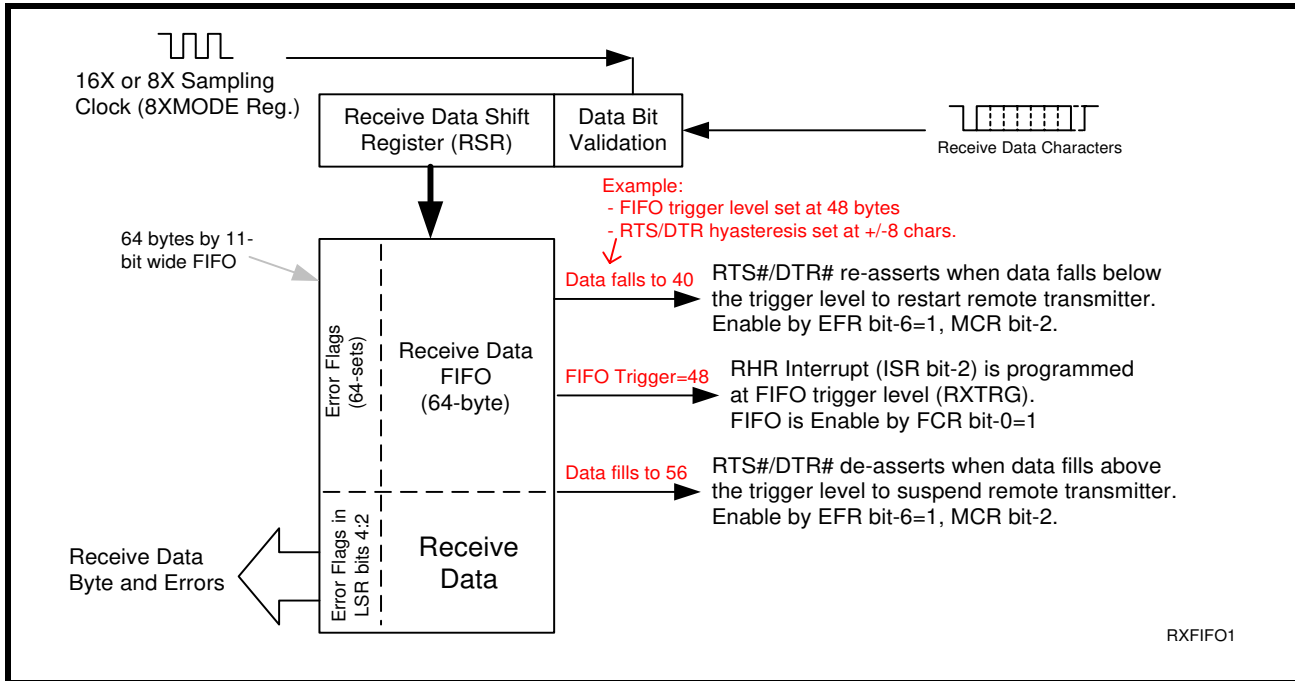 16X or 8X Sampling
Clock (8XMODE Reg.)
Receive Data Shift
Register (RSR)
Data Bit
Validation
Receive Data Characters
Example:
- FIFO trigger level set at 48 bytes
- RTS/DTR hyasteresis set at +/-8 chars.
64 bytes by 11-
bit wide FIFO
Data falls to 40
RTS#/DTR# re-asserts when data falls below
the trigger level to restart remote transmitter.
Enable by EFR bit-6=1, MCR bit-2.
Error Flags
(64-sets)
Receive Data
FIFO
(64-byte)
FIFO Trigger=48
RHR Interrupt (ISR bit-2) is programmed
at FIFO trigger level (RXTRG).
FIFO is Enable by FCR bit-0=1
Data fills to 56
RTS#/DTR# de-asserts when data fills above
the trigger level to suspend remote transmitter.
Enable by EFR bit-6=1, MCR bit-2.
Receive Data
Byte and Errors
Error Flags in
LSR bits 4:2
Receive
Data
RXFIFO1